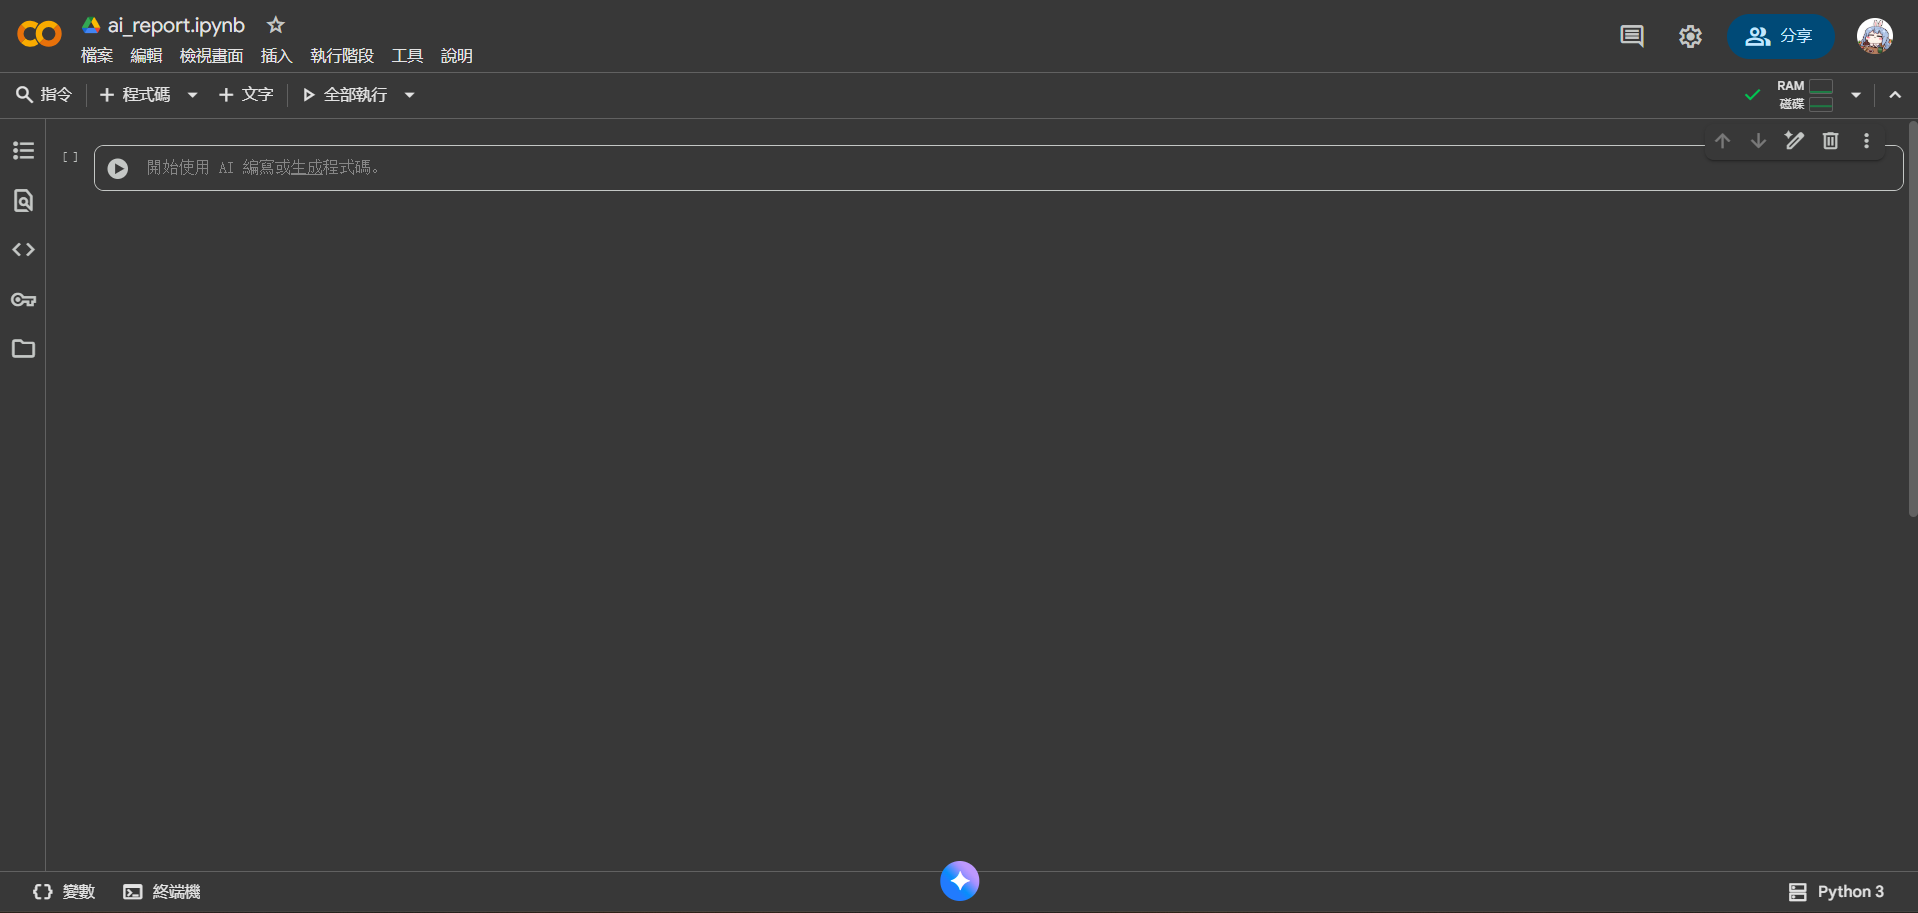 ai_report.ipynb
檔案 編輯 檢視畫面 插入 執行階段 工具 說明
分享
指令 + 程式碼 + 文字 全部執行
RAM
磁碟
[ ]
開始使用 AI 編寫或生成程式碼。
變數 終端機
Python 3